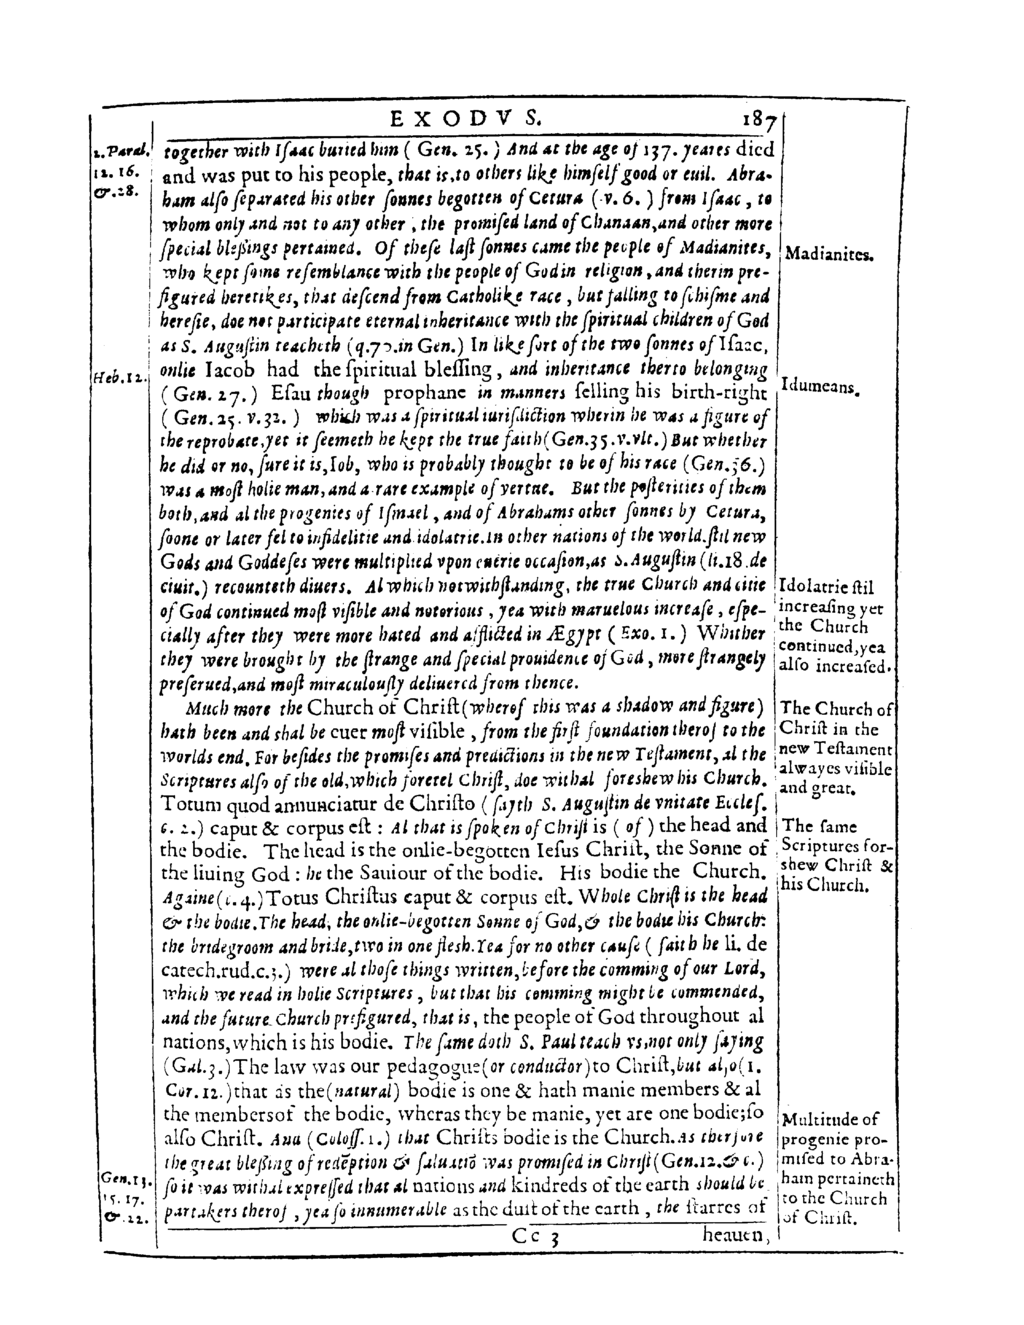 EXODVS. 187
1. Paral.
12. 16.
&. 28.
together with Iſaac buried him ( Gen. 25. ) And at the age of 137. yeares died
and was put to his people, that is, to others like himſelf good or euil. Abra-
ham alſo ſeparated his other ſonnes begotten of Cetura ( v. 6. ) from Iſaac, to
whom only and not to any other, the promiſed land of Chanaan, and other more
ſpecial bleſsings pertained. Of theſe laſt ſonnes came the people of Madianites,
who kept ſome reſemblance with the people of God in religion, and therin pre-
figured heretikes, that deſcend from Catholike race, but falling to ſchiſme and
hereſie, doe not participate eternal inheritance with the ſpiritual children of God
as S. Auguſtin teacheth (q.70.in Gen.) In like ſort of the two ſonnes of Iſaac,
onlie Iacob had the ſpiritual bleſſing, and inheritance therto belonging
( Gen. 27. ) Eſau though prophane in manners ſelling his birth-right
( Gen. 25. v.32. ) which was a ſpiritual iuriſdiction wherin he was a figure of
the reprobate, yet it ſeemeth he kept the true faith (Gen.35.v.vlt.) But whether
he did or no, ſure it is, Iob, who is probably thought to be of his race (Gen.36.)
was a moſt holie man, and a rare example of vertue. But the poſterities of them
both, and al the progenies of Iſmael, and of Abrahams other ſonnes by Cetura,
ſoone or later fel to infidelitie and idolatrie. In other nations of the world. ſtil new
Gods and Goddeſes were multiplied vpon euerie occaſion, as S. Auguſtin (li.18.de
ciuit.) recounteth diuers. Al which notwithſtanding, the true Church and citie
of God continued moſt viſible and notorious, yea with maruelous increaſe, eſpe-
cially after they were more hated and afflicted in Ægypt ( Exo. 1. ) Whither
they were brought by the ſtrange and ſpecial prouidence of God, more ſtrangely
preſerued, and moſt miraculouſly deliuered from thence.
Much more the Church of Chriſt (wherof this was a shadow and figure)
hath been and shal be euer moſt viſible, from the firſt foundation therof to the
worlds end. For beſides the promiſes and predictions in the new Teſtament, al the
Scriptures alſo of the old, which foretel Chriſt, doe withal foreshew his Church.
Totum quod annunciatur de Chriſto ( ſayth S. Auguſtin de vnitate Eccleſ.
c. 2.) caput & corpus eſt : Al that is ſpoken of Chriſt is ( of ) the head and
the bodie. The head is the onlie-begotten Ieſus Chriſt, the Sonne of
the liuing God : he the Sauiour of the bodie. His bodie the Church.
Againe (c.4.) Totus Chriſtus caput & corpus eſt. Whole Chriſt is the head
& the bodie. The head, the onlie-begotten Sonne of God, & the bodie his Church:
the bridegroom and bride, two in one flesh. Yea for no other cauſe ( ſaith he li. de
catech.rud.c.3.) were al thoſe things written, before the comming of our Lord,
which we read in holie Scriptures, but that his comming might be commended,
and the future Church prefigured, that is, the people of God throughout al
nations, which is his bodie. The ſame doth S. Paul teach vs, not only ſaying
(Gal.3.) The law was our pedagogue (or conductor) to Chriſt, but alſo (1.
Cor. 12.) that as the (natural) bodie is one & hath manie members & al
the membersof the bodie, wheras they be manie, yet are one bodie; ſo
alſo Chriſt. And (Coloſſ. 1.) that Chriſts bodie is the Church. As therfore
the great bleſsing of redēption & ſaluatiō was promiſed in Chriſt (Gen.12.&c.)
ſo it was withal expreſſed that al nations and kindreds of the earth should be
partakers therof, yea ſo innumerable as the duſt of the earth, the ſtarres of
Cc 3 heauen,
Heb. 12.
Gen. 13.
15. 17.
&. 22.
Madianites.
Idumeans.
Idolatrie ſtil
increaſing yet
the Church
continued, yea
alſo increaſed.
The Church of
Chriſt in the
new Teſtament
alwayes viſible
and great.
The ſame
Scriptures for-
shew Chriſt &
his Church.
Multitude of
progenie pro-
miſed to Abra-
ham pertaineth
to the Church
of Chriſt.